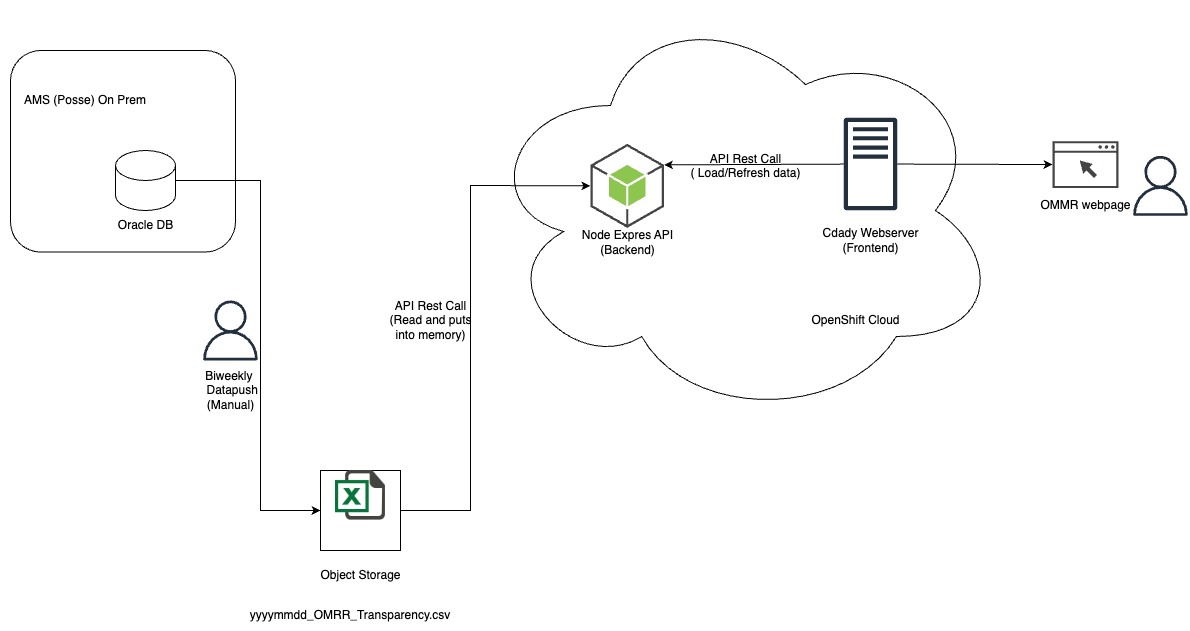 AMS (Posse) On Prem
Oracle DB
Biweekly
Datapush
(Manual)
X
Object Storage
yyyymmdd_OMRR_Transparency.csv
API Rest Call
(Read and puts
into memory)
Node Expres API
(Backend)
API Rest Call
( Load/Refresh data)
Cdady Webserver
(Frontend)
OpenShift Cloud
OMMR webpage